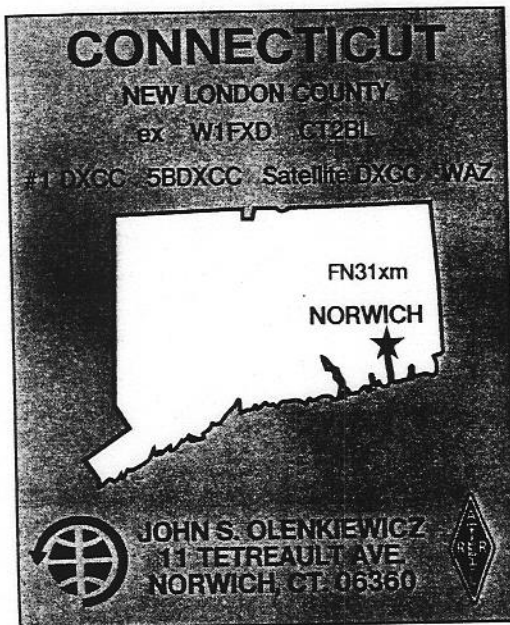 CONNECTICUT
NEW LONDON COUNTY
ex W1FXD CT2BL
#1 DXCC 5BDXCC Satellite DXCC WAZ
FN31xm
NORWICH
JOHN S. OLENKIEWICZ
11 TETREAULT AVE.
NORWICH, CT. 06360